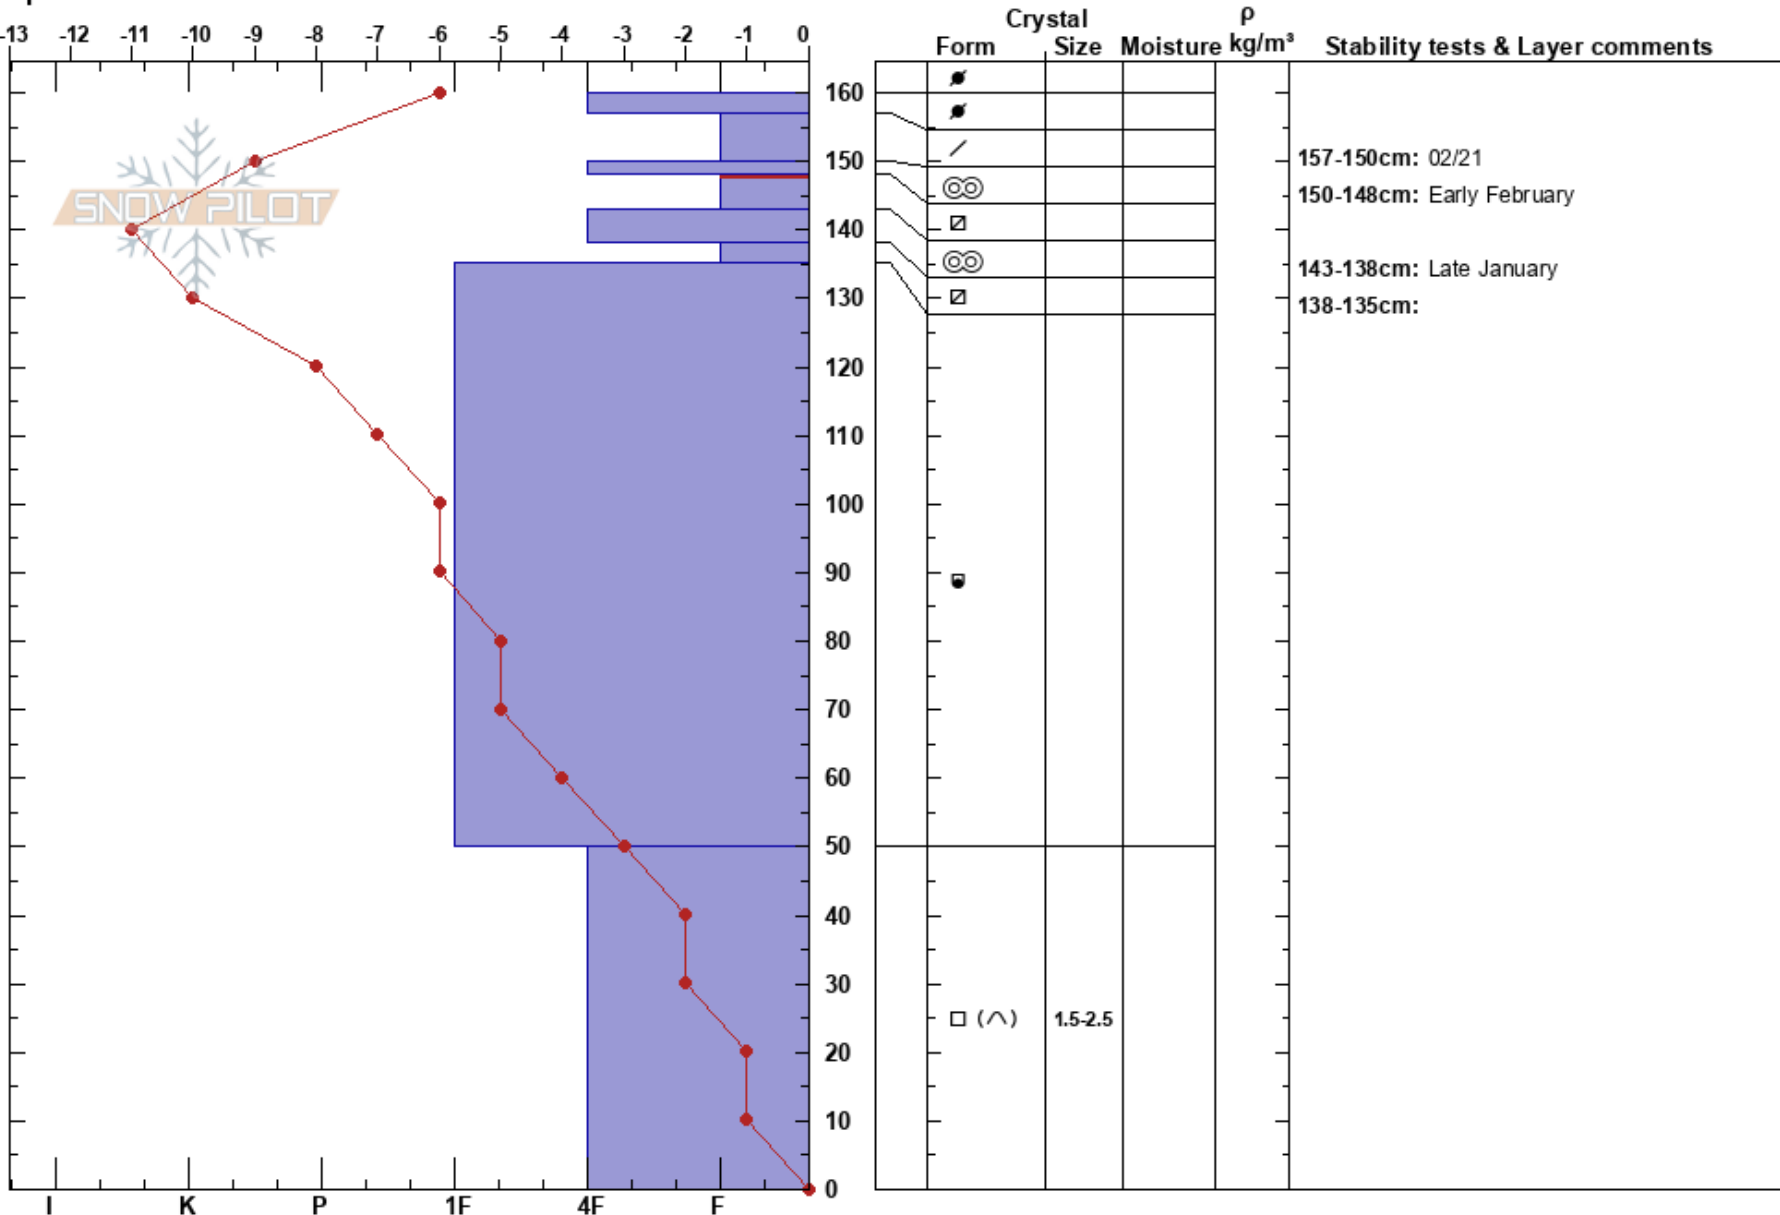 Crystal ρ
-13 -12 -11 -10 -9 -8 -7 -6 -5 -4 -3 -2 -1 0 Form Size Moisture kg/m³ Stability tests & Layer comments
160
157-150cm: 02/21
150
150-148cm: Early February
SNOW PILOT
140
143-138cm: Late January
130
138-135cm:
120
110
100
90
80
70
60
50
40
30
1.5-2.5
20
10
0
I K P 1F 4F F